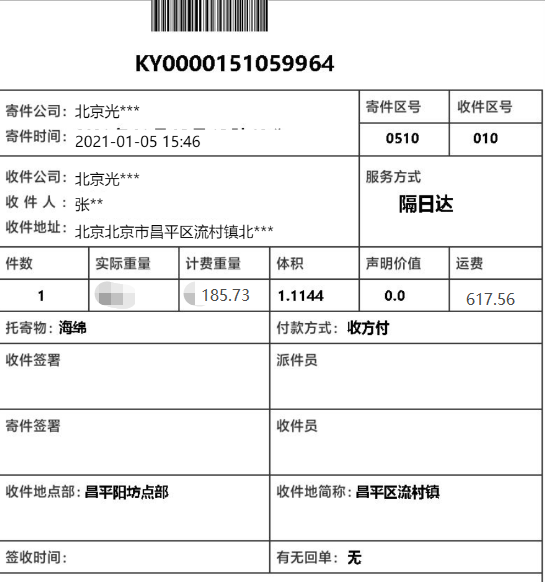 KY0000151059964
寄件公司: 北京光***
寄件区号 收件区号
寄件时间: 2021-01-05 15:46
0510 010
收件公司: 北京光***
服务方式
收 件 人: 张**
隔日达
收件地址: 北京北京市昌平区流村镇北***
件数 实际重量 计费重量 体积 声明价值 运费
1 185.73 1.1144 0.0 617.56
托寄物: 海绵 付款方式: 收方付
收件签署 派件员
寄件签署 收件员
收件地点部: 昌平阳坊点部 收件地简称: 昌平区流村镇
签收时间: 有无回单: 无